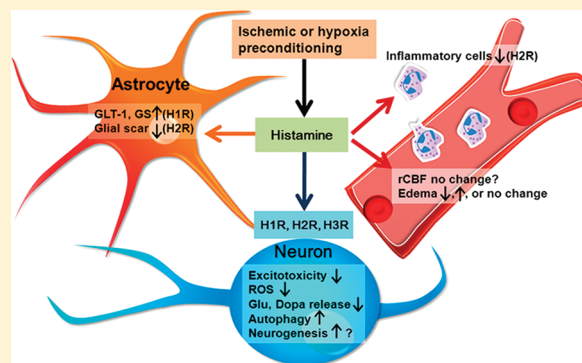 Ischemic or hypoxia
preconditioning
Inflammatory cells ↓(H2R)
Astrocyte
GLT-1, GS↑(H1R)
Glial scar ↓(H2R)
Histamine
rCBF no change?
Edema ↓,↑, or no change
H1R, H2R, H3R
Neuron
Excitotoxicity ↓
ROS ↓
Glu, Dopa release↓
Autophagy ↑
Neurogenesis ↑ ?